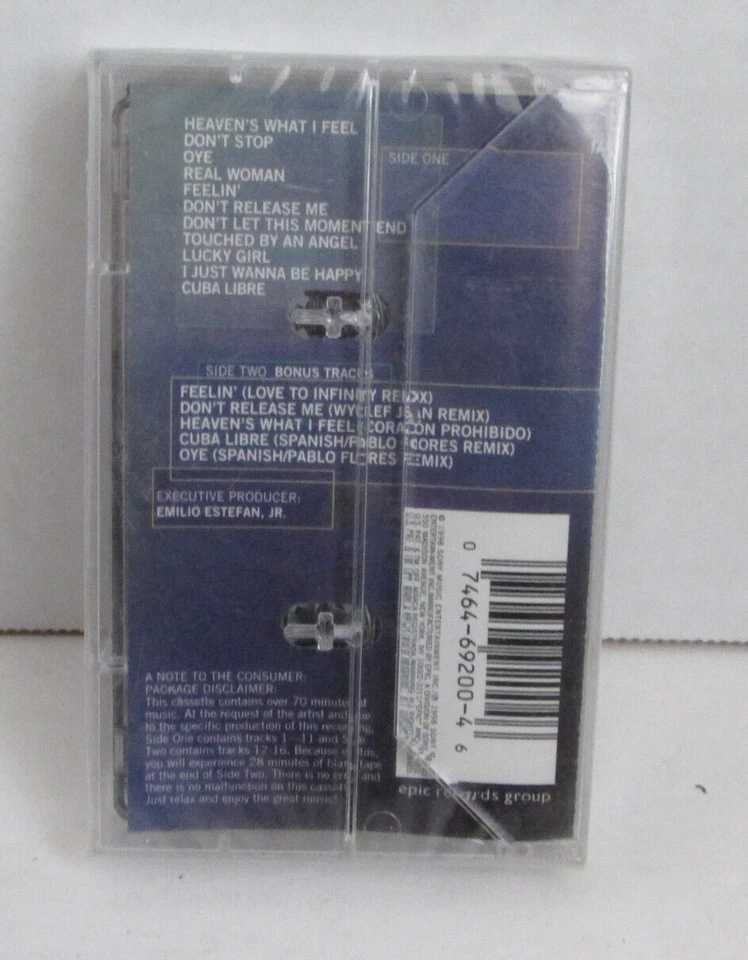 HEAVEN'S WHAT I FEEL
DON'T STOP
OYE
REAL WOMAN
FEELIN'
DON'T RELEASE ME
DON'T LET THIS MOMENT END
TOUCHED BY AN ANGEL
LUCKY GIRL
I JUST WANNA BE HAPPY
CUBA LIBRE
SIDE ONE
SIDE TWO BONUS TRACKS
FEELIN' (LOVE TO INFINITY REMIX)
DON'T RELEASE ME (WYCLEF JEAN REMIX)
HEAVEN'S WHAT I FEEL (CORAZÓN PROHIBIDO)
CUBA LIBRE (SPANISH/PABLO FLORES REMIX)
OYE (SPANISH/PABLO FLORES REMIX)
EXECUTIVE PRODUCER:
EMILIO ESTEFAN, JR.
A NOTE TO THE CONSUMER:
PACKAGE DISCLAIMER:
This cassette contains over 70 minutes of
music. At the request of the artist and due
to the specific production of this recording,
Side One contains tracks 1–11 and Side
Two contains tracks 12-16. Because of this,
you will experience 28 minutes of blank tape
at the end of Side Two. There is no error and
there is no malfunction on this cassette.
Just relax and enjoy the great music!
© 1998 SONY MUSIC ENTERTAINMENT INC.
0 7464-69200-4 6
epic records group